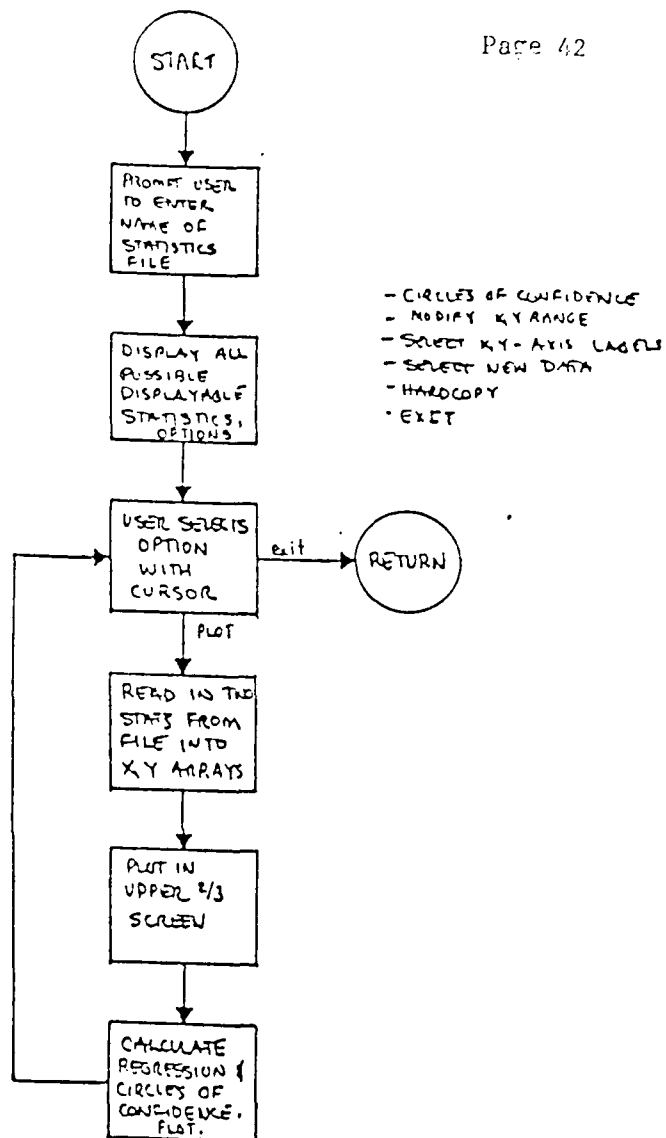 Page 42
START
PROMPT USER
TO ENTER
NAME OF
STATISTICS
FILE
- CIRCLES OF CONFIDENCE
- MODIFY X,Y RANGE
- SELECT X,Y-AXIS LABELS
- SELECT NEW DATA
- HARDCOPY
- EXIT
DISPLAY ALL
POSSIBLE
DISPLAYABLE
STATISTICS,
OPTIONS
USER SELECTS
OPTION
WITH
CURSOR
exit
RETURN
PLOT
READ IN TWO
STATS FROM
FILE INTO
X,Y ARRAYS
PLOT IN
UPPER 2/3
SCREEN
CALCULATE
REGRESSION &
CIRCLES OF
CONFIDENCE.
PLOT.